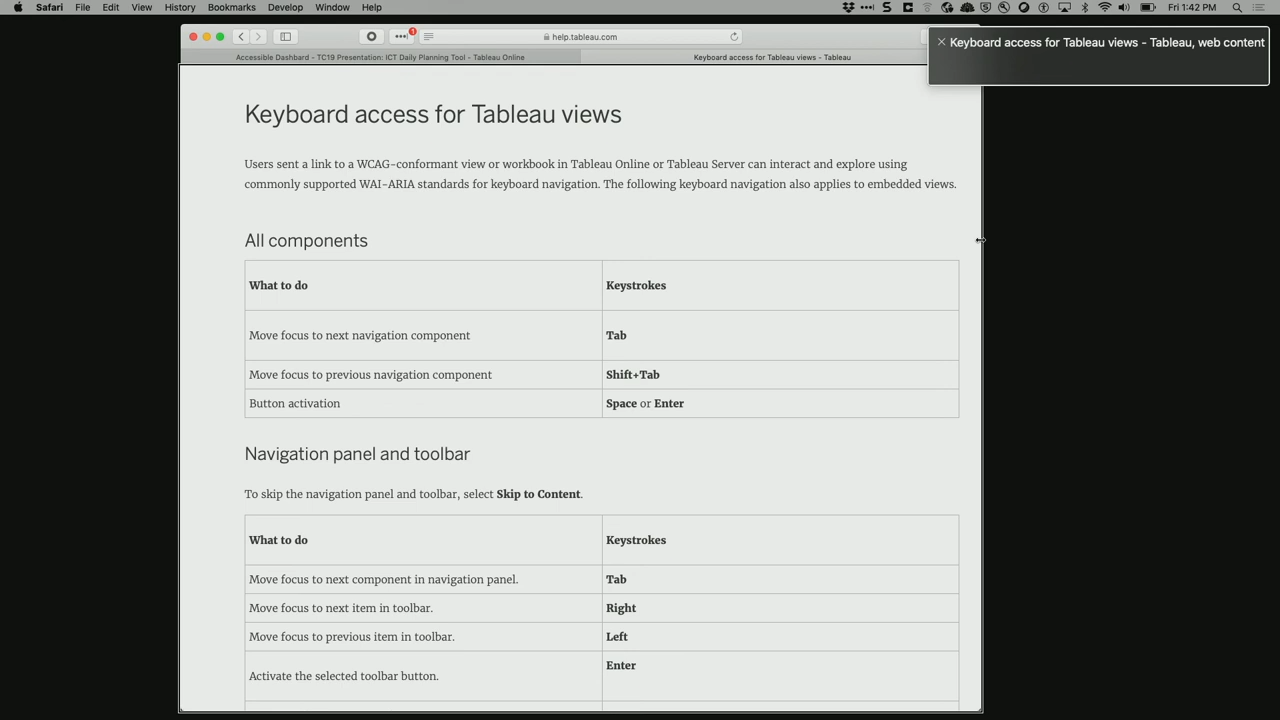 Safari File Edit View History Bookmarks Develop Window Help Fri 1:42 PM
1 help.tableau.com
Accessible Dashbard - TC19 Presentation: ICT Daily Planning Tool - Tableau Online Keyboard access for Tableau views - Tableau
Keyboard access for Tableau views - Tableau, web content
Keyboard access for Tableau views
Users sent a link to a WCAG-conformant view or workbook in Tableau Online or Tableau Server can interact and explore using
commonly supported WAI-ARIA standards for keyboard navigation. The following keyboard navigation also applies to embedded views.
All components
What to do Keystrokes
Move focus to next navigation component Tab
Move focus to previous navigation component Shift+Tab
Button activation Space or Enter
Navigation panel and toolbar
To skip the navigation panel and toolbar, select Skip to Content.
What to do Keystrokes
Move focus to next component in navigation panel. Tab
Move focus to next item in toolbar. Right
Move focus to previous item in toolbar. Left
Activate the selected toolbar button. Enter